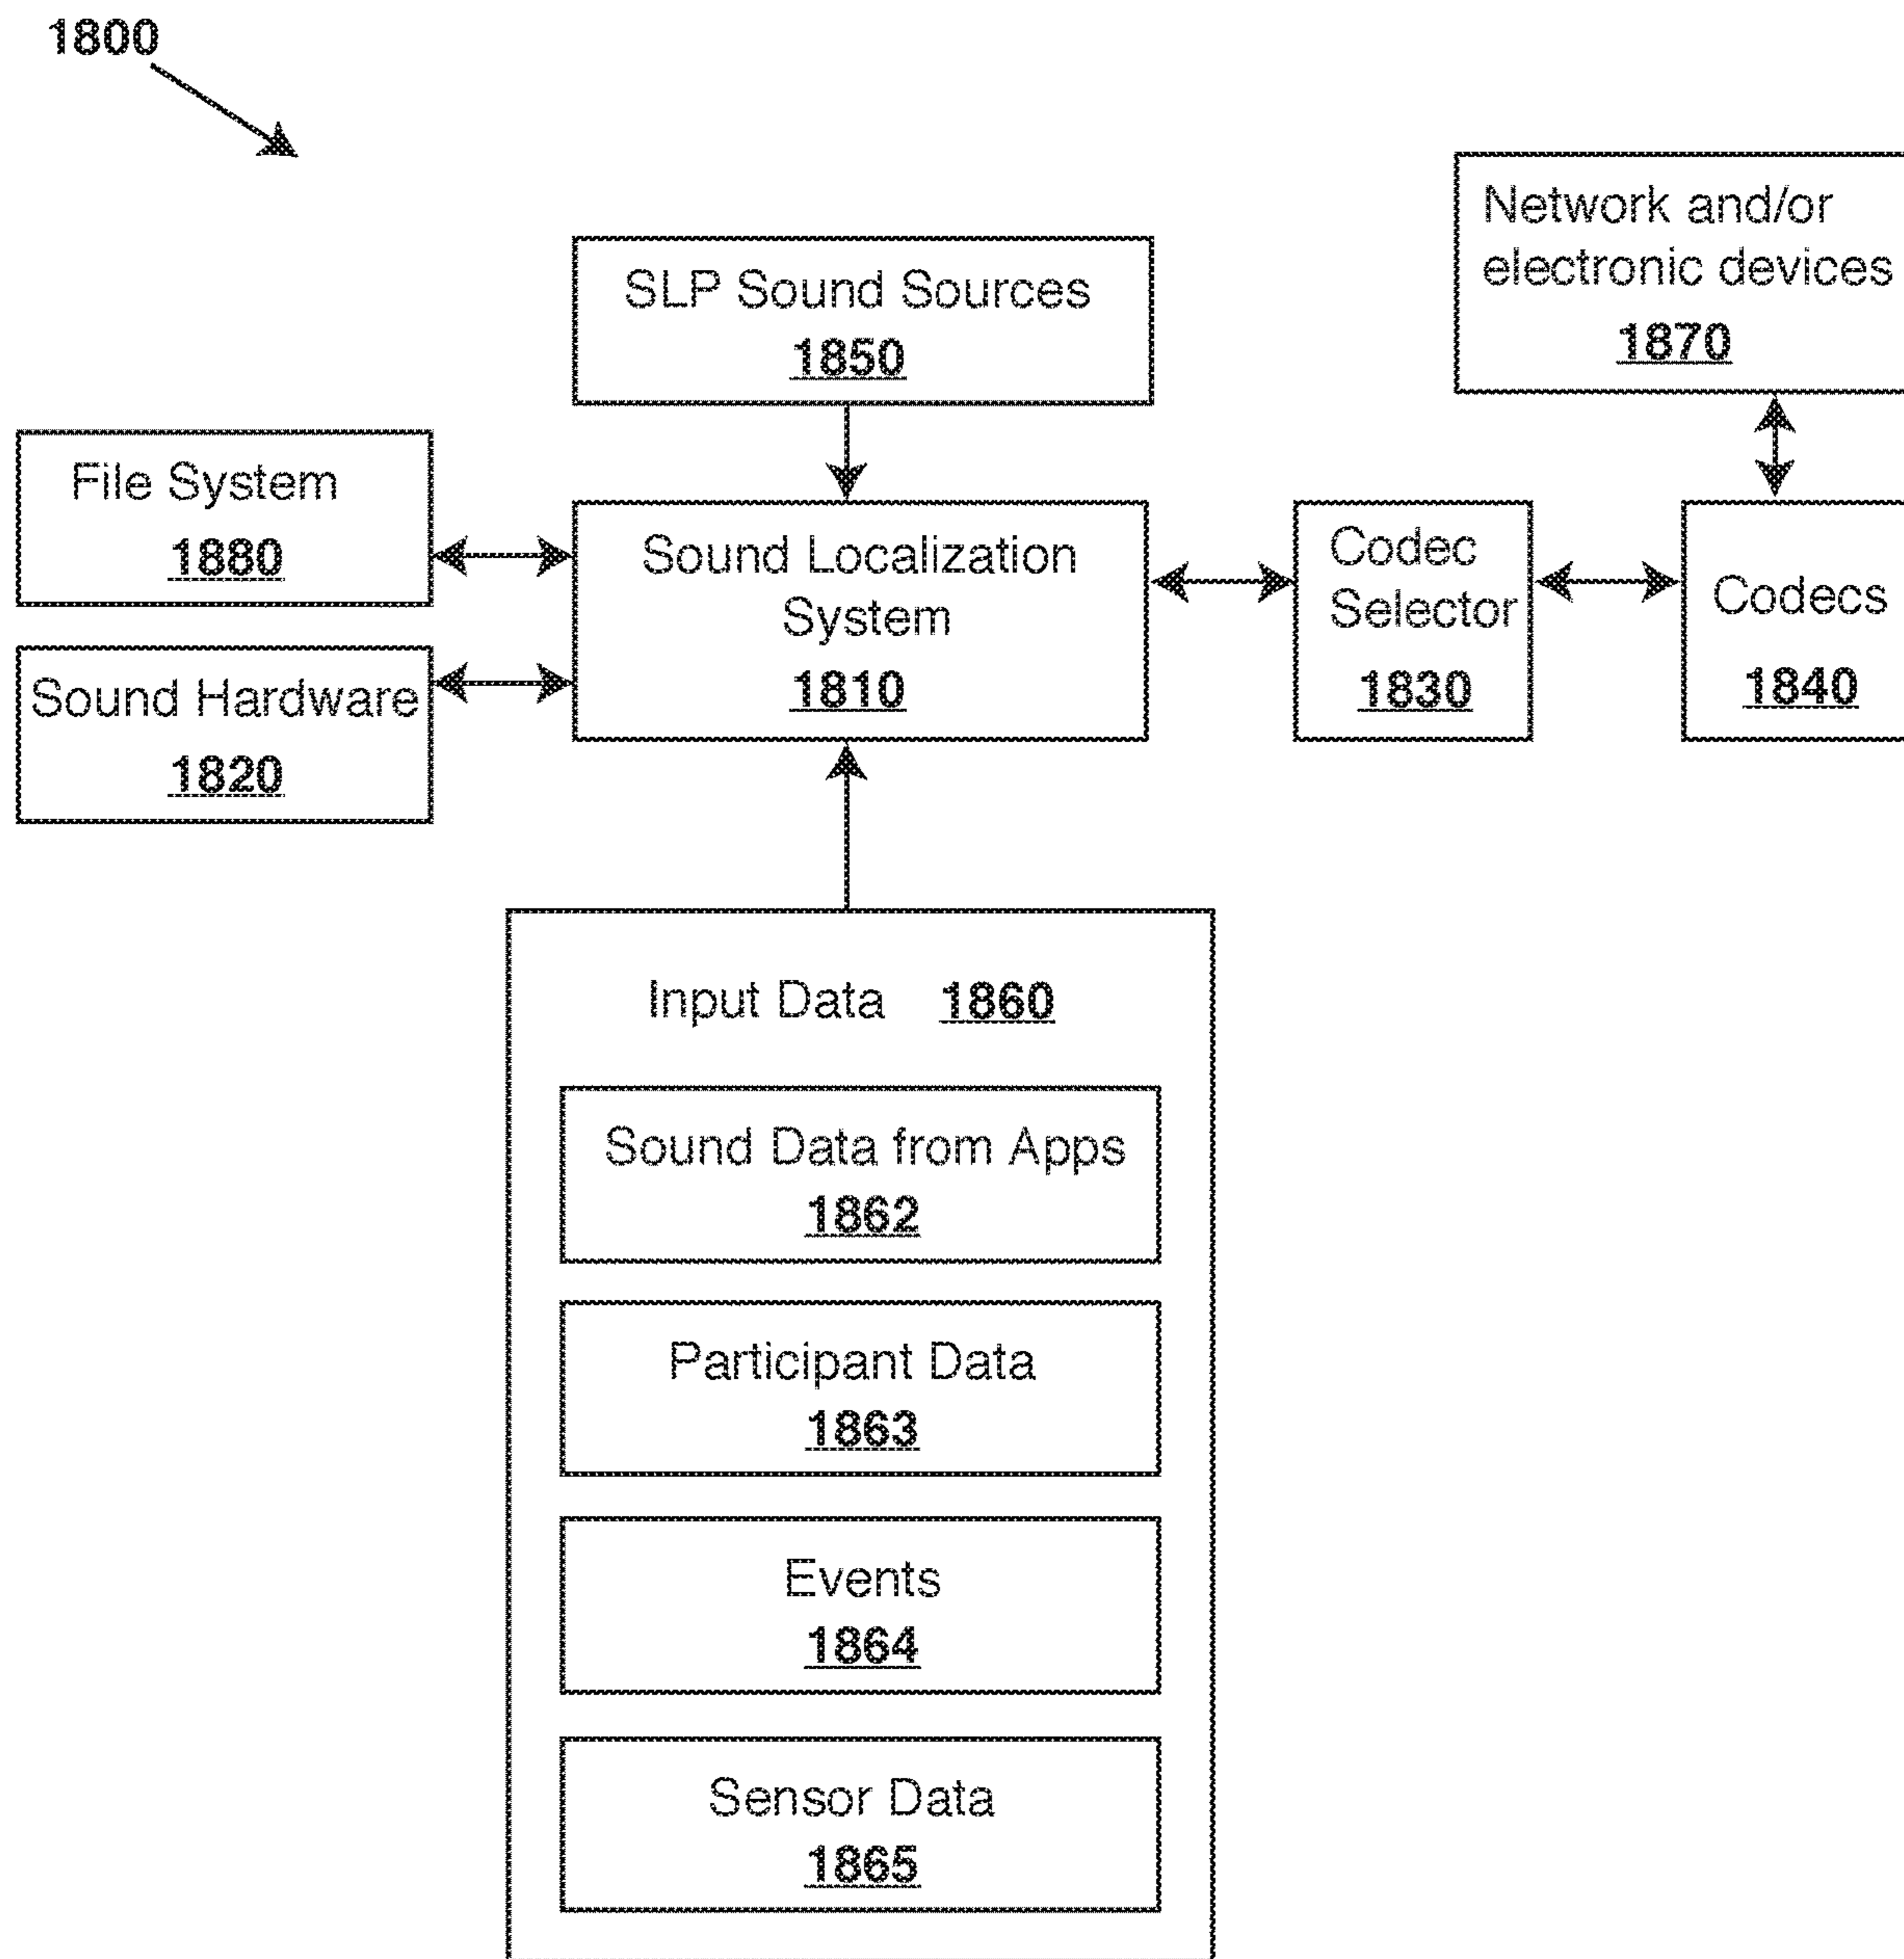 1800
Network and/or
electronic devices
1870
SLP Sound Sources
1850
File System
1880
Sound Localization
System
1810
Codec
Selector
1830
Codecs
1840
Sound Hardware
1820
Input Data 1860
Sound Data from Apps
1862
Participant Data
1863
Events
1864
Sensor Data
1865